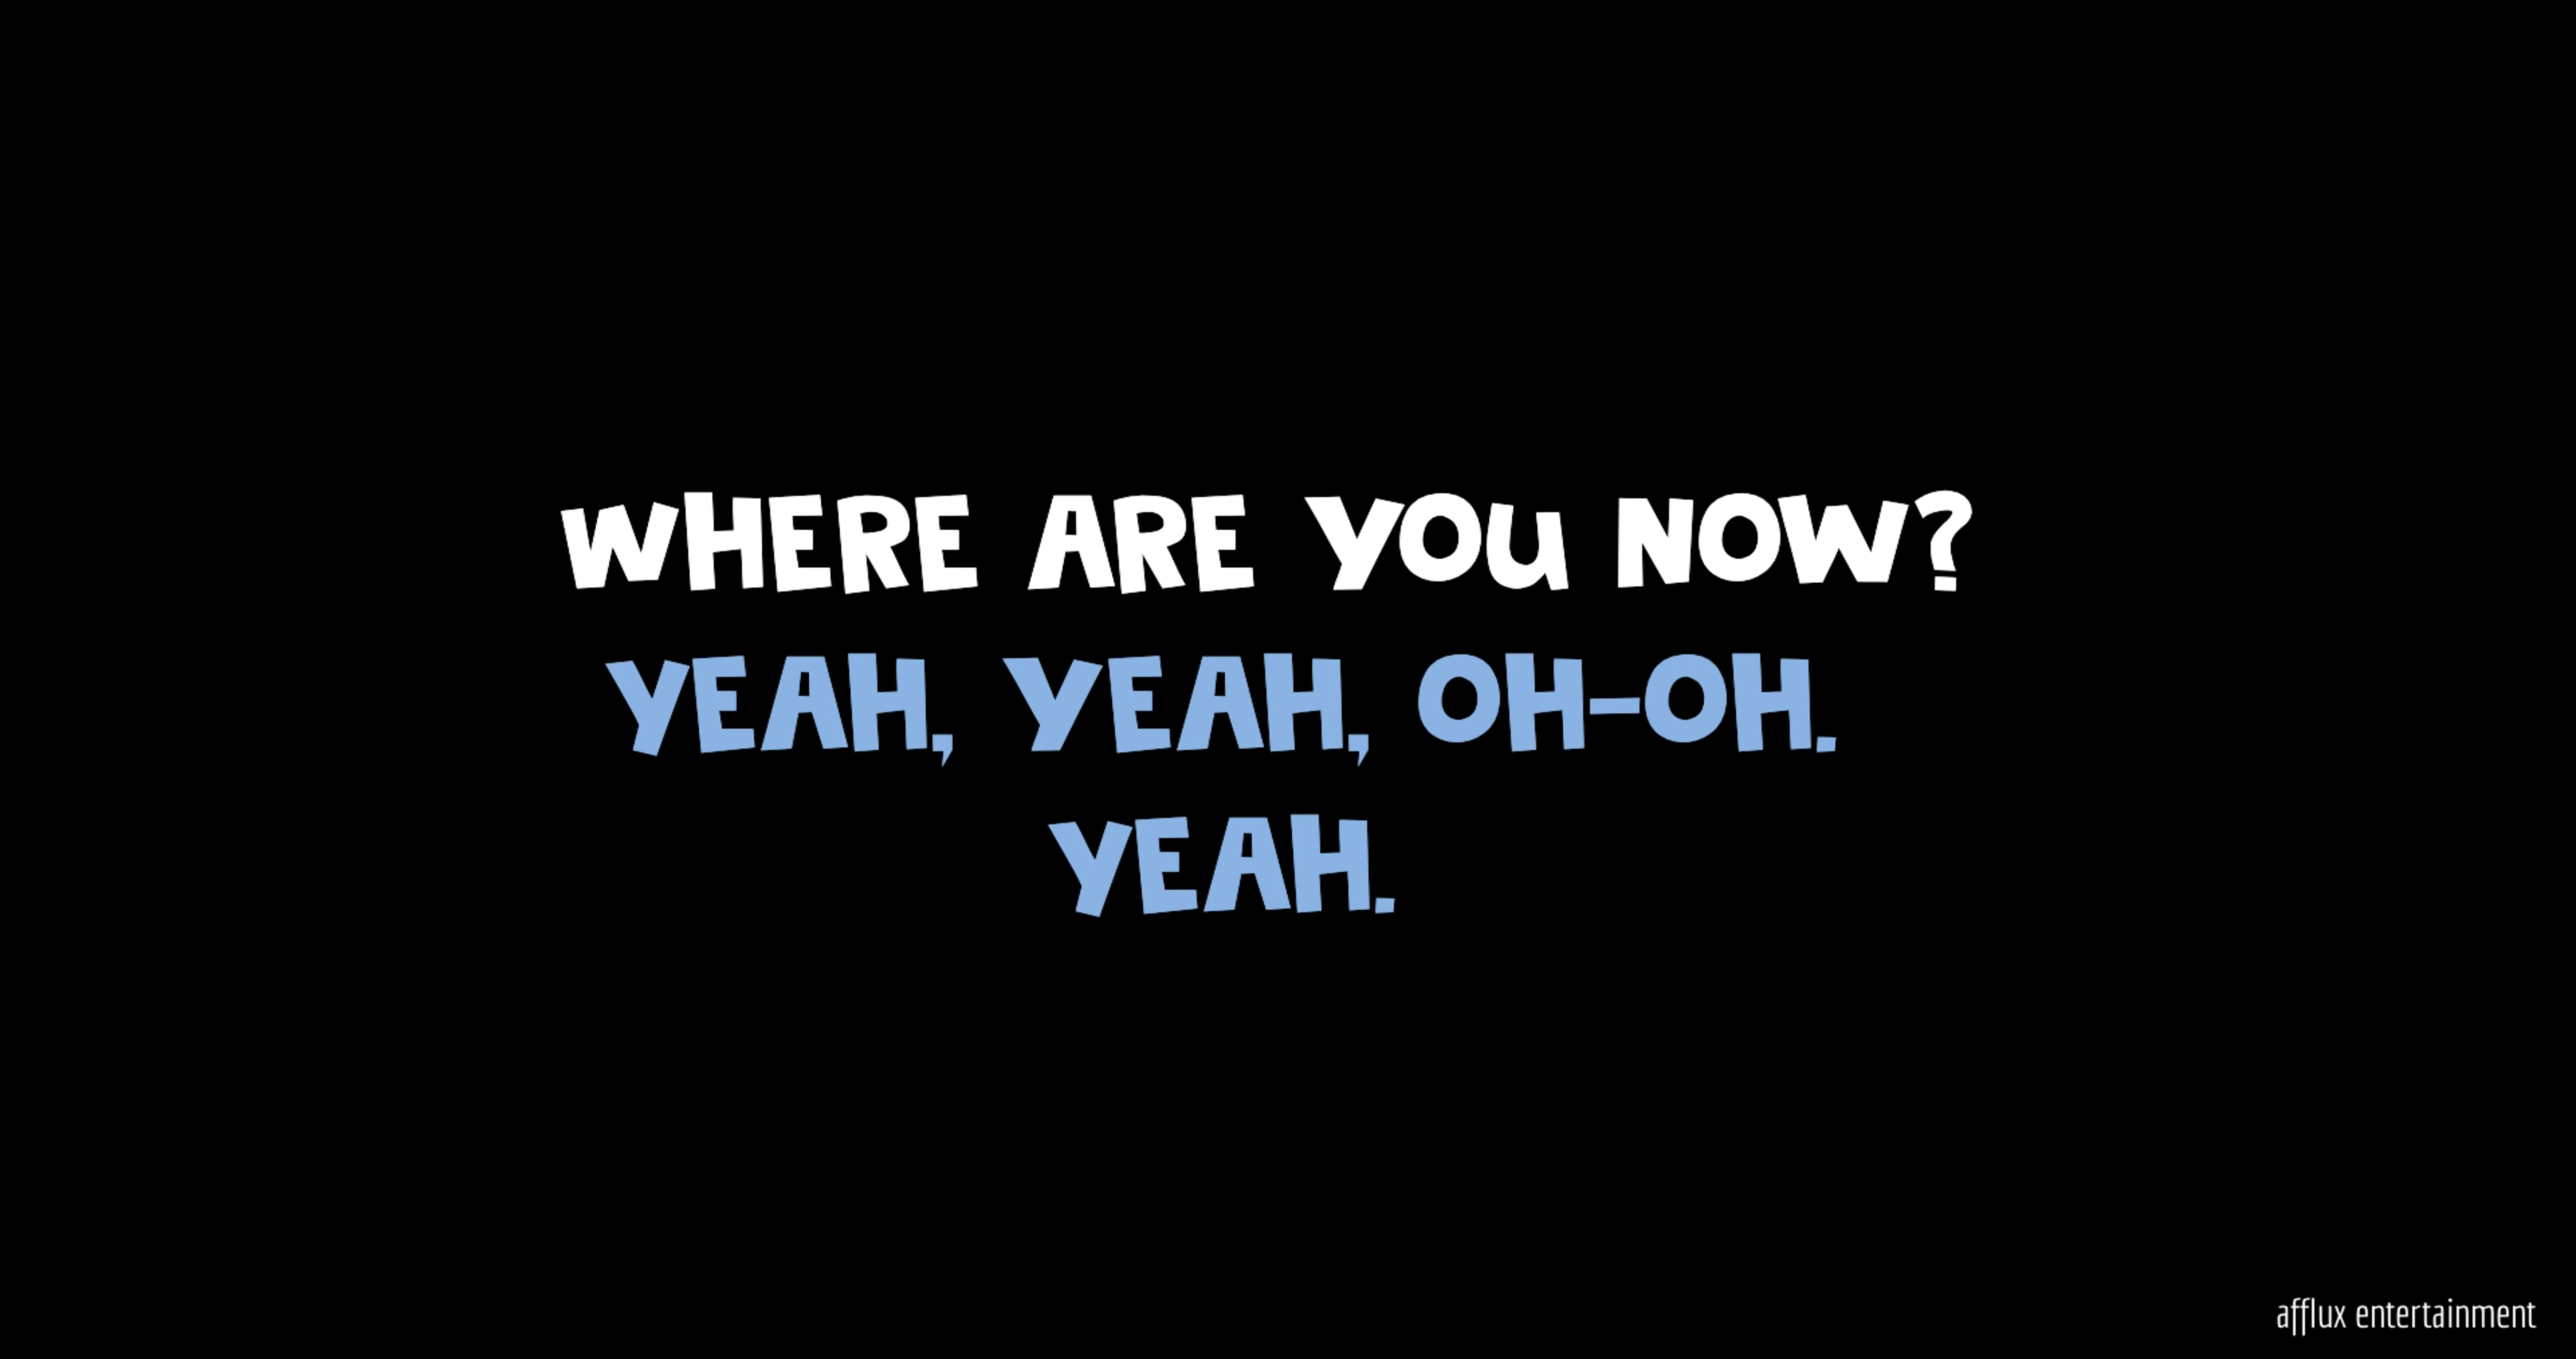 WHERE ARE YOU NOW?
YEAH, YEAH, OH-OH.
YEAH.
afflux entertainment